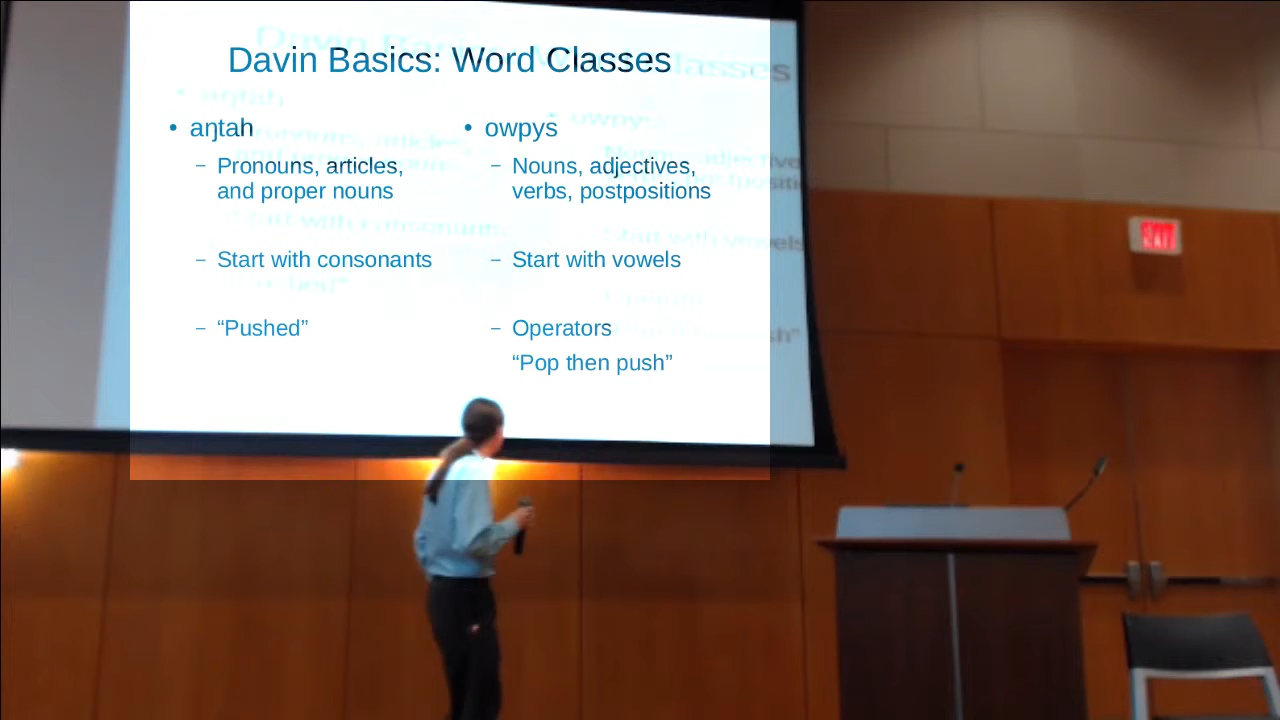 Davin Basics: Word Classes
• aŋtah
– Pronouns, articles,
and proper nouns
– Start with consonants
– “Pushed”
• owpys
– Nouns, adjectives,
verbs, postpositions
– Start with vowels
– Operators
“Pop then push”
EXIT